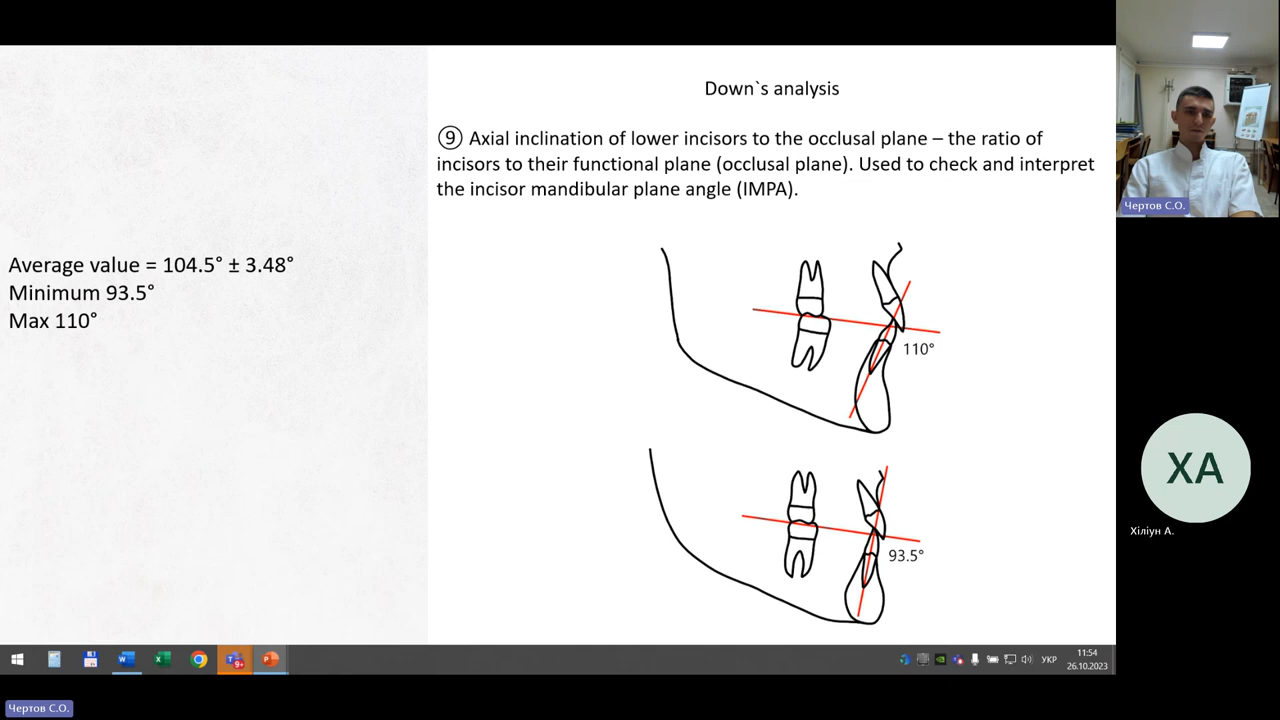 Down`s analysis
⑨ Axial inclination of lower incisors to the occlusal plane – the ratio of
incisors to their functional plane (occlusal plane). Used to check and interpret
the incisor mandibular plane angle (IMPA).
Average value = 104.5° ± 3.48°
Minimum 93.5°
Max 110°
110°
93.5°
Чертов С.О.
ХА
Хіліун А.
9+
УКР
11:54
26.10.2023
Чертов С.О.